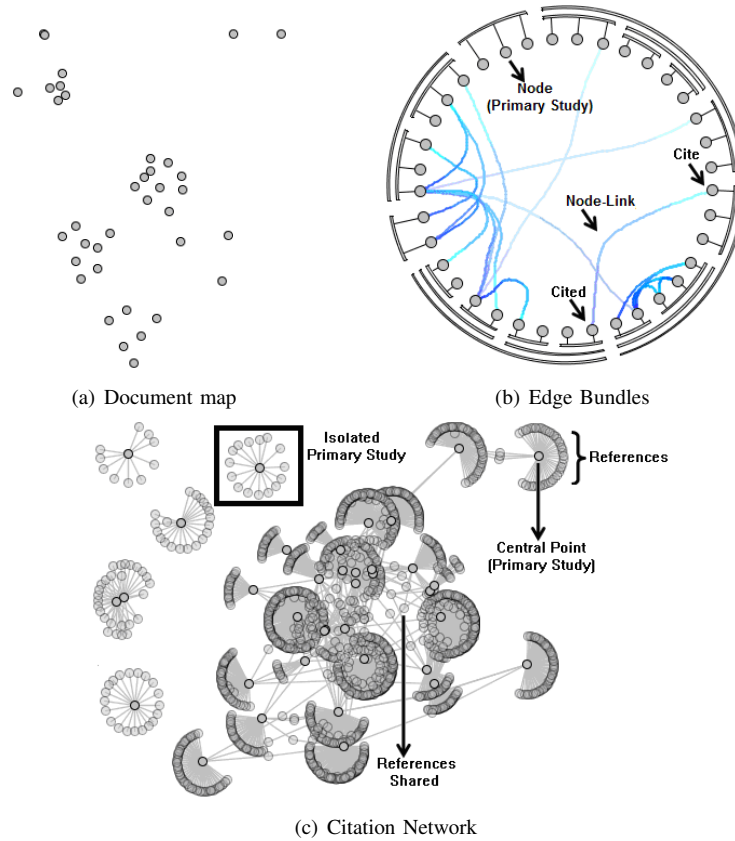 Node
(Primary Study)
Cite
Node-Link
Cited
(a) Document map
(b) Edge Bundles
Isolated
Primary Study
References
Central Point
(Primary Study)
References
Shared
(c) Citation Network